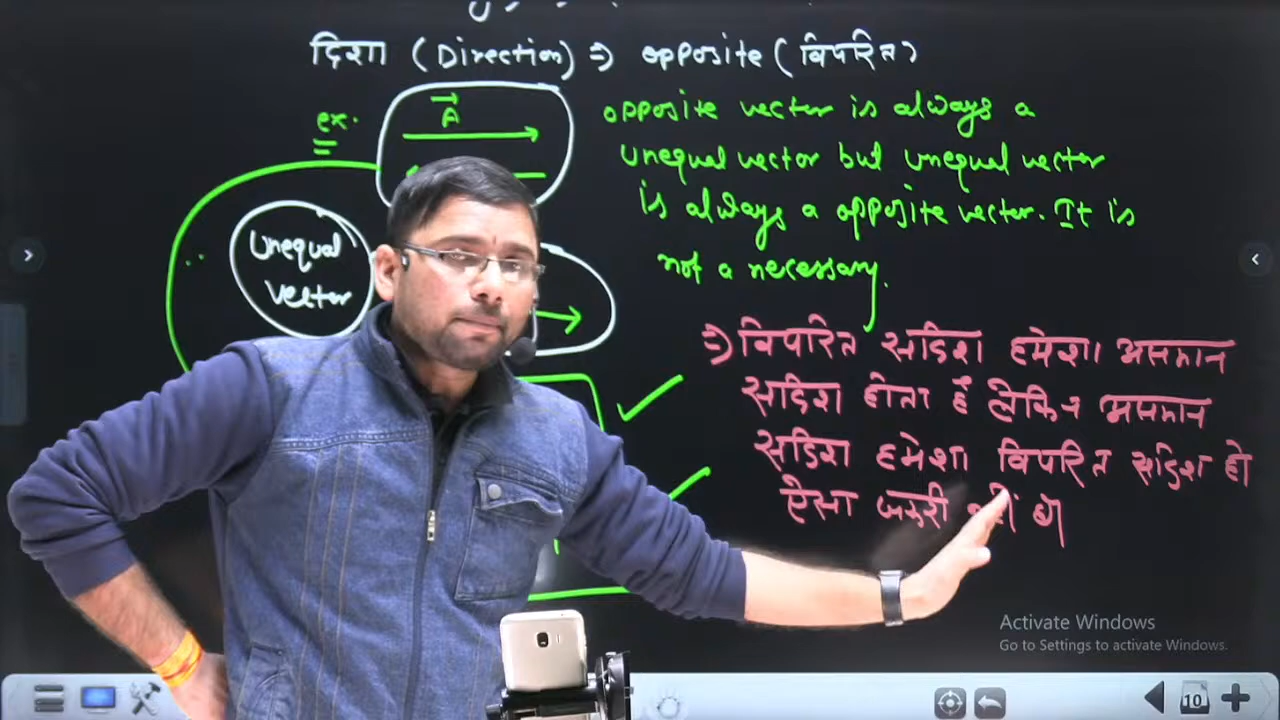 दिशा (Direction) ⇒ opposite (विपरित)
ex.
A
opposite vector is always a
unequal vector but unequal vector
is always a opposite vector. It is
not a necessary.
Unequal
vector
⇒ विपरित सदिश हमेशा असमान
सदिश होता है लेकिन असमान
सदिश हमेशा विपरित सदिश हो
ऐसा जरुरी
Activate Windows
Go to Settings to activate Windows.
10